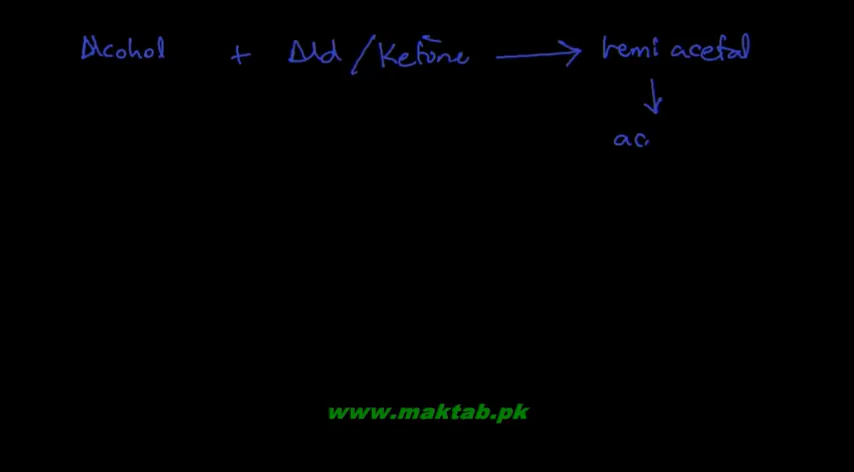 Alcohol + Ald/Ketone → hemi acetal
↓
ac
www.maktab.pk